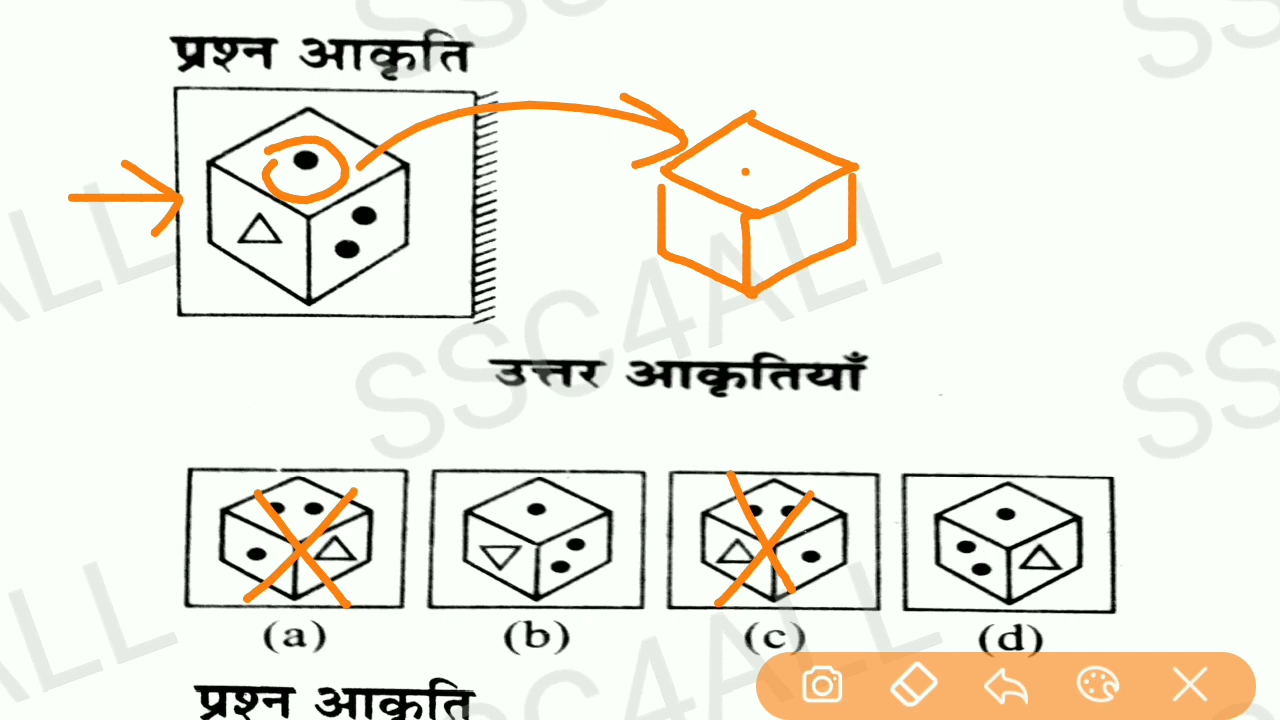 प्रश्न आकृति
उत्तर आकृतियाँ
(a) (b) (c) (d)
प्रश्न आकृति
SSC4ALL